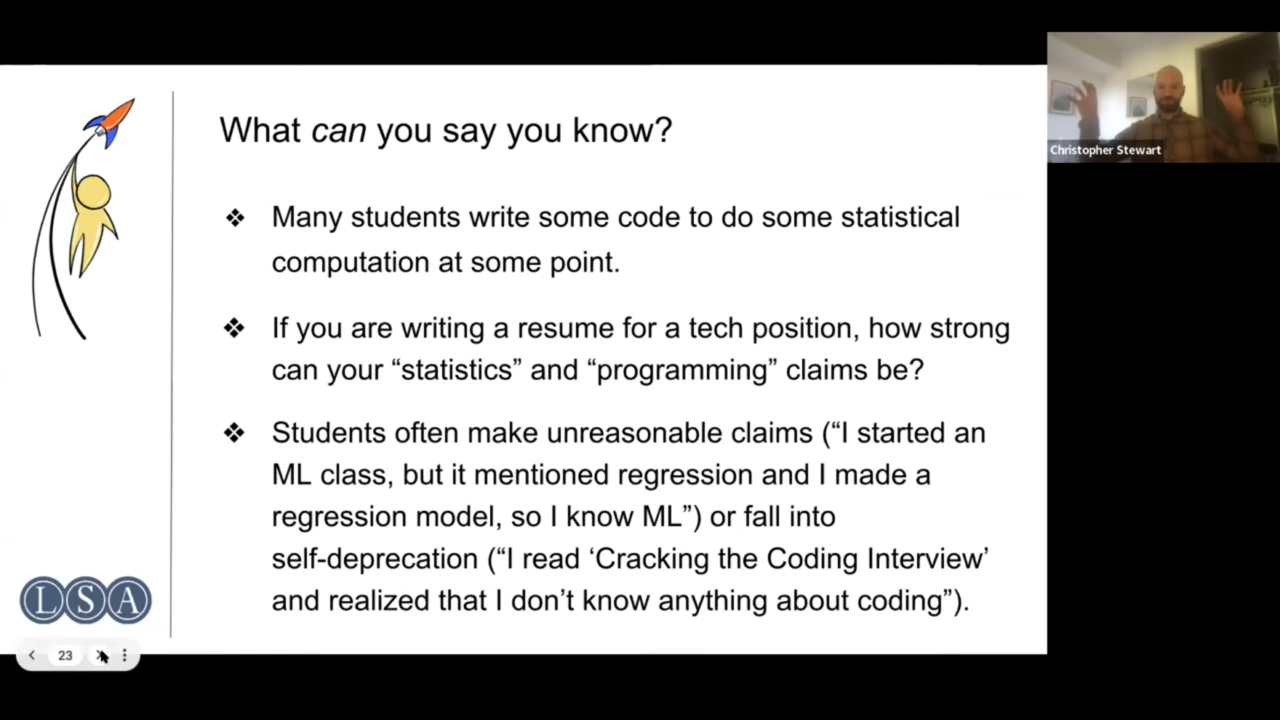 What can you say you know?
❖ Many students write some code to do some statistical
computation at some point.
❖ If you are writing a resume for a tech position, how strong
can your “statistics” and “programming” claims be?
❖ Students often make unreasonable claims (“I started an
ML class, but it mentioned regression and I made a
regression model, so I know ML”) or fall into
self-deprecation (“I read ‘Cracking the Coding Interview’
and realized that I don’t know anything about coding”).
LSA
23
Christopher Stewart